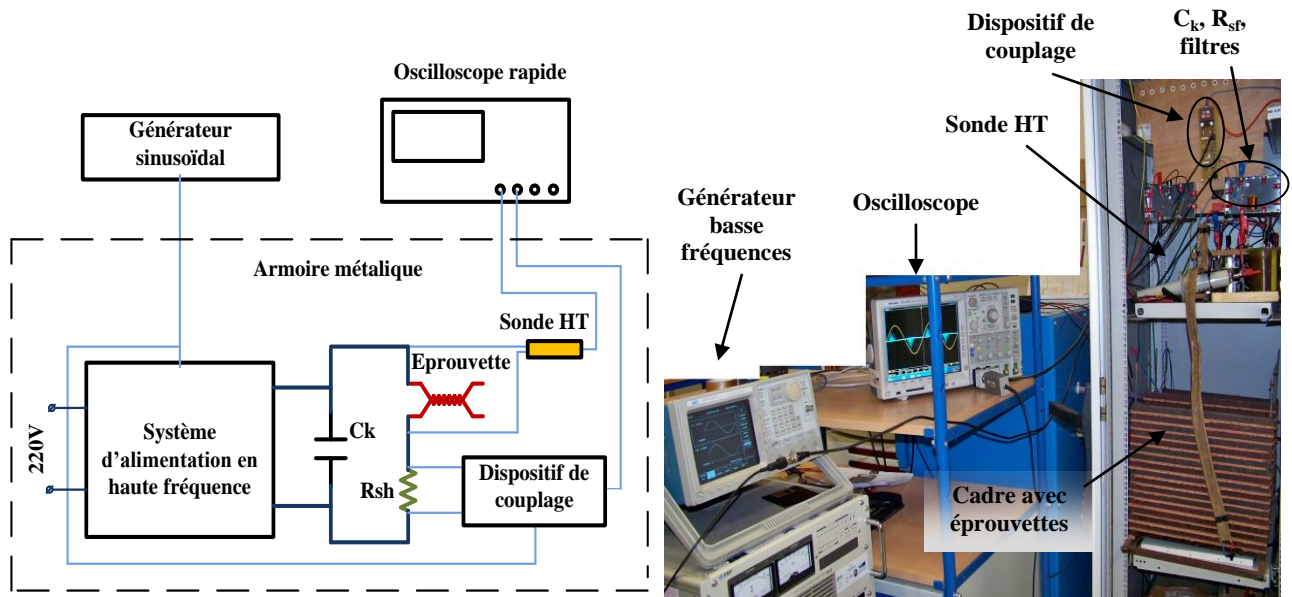 Oscilloscope rapide
Générateur
sinusoïdal
Armoire métalique
Sonde HT
Eprouvette
220V
Système
d'alimentation en
haute fréquence
Ck
Rsh
Dispositif de
couplage
Dispositif de
couplage
Ck, Rsf,
filtres
Sonde HT
Générateur
basse
fréquences
Oscilloscope
Cadre avec
éprouvettes